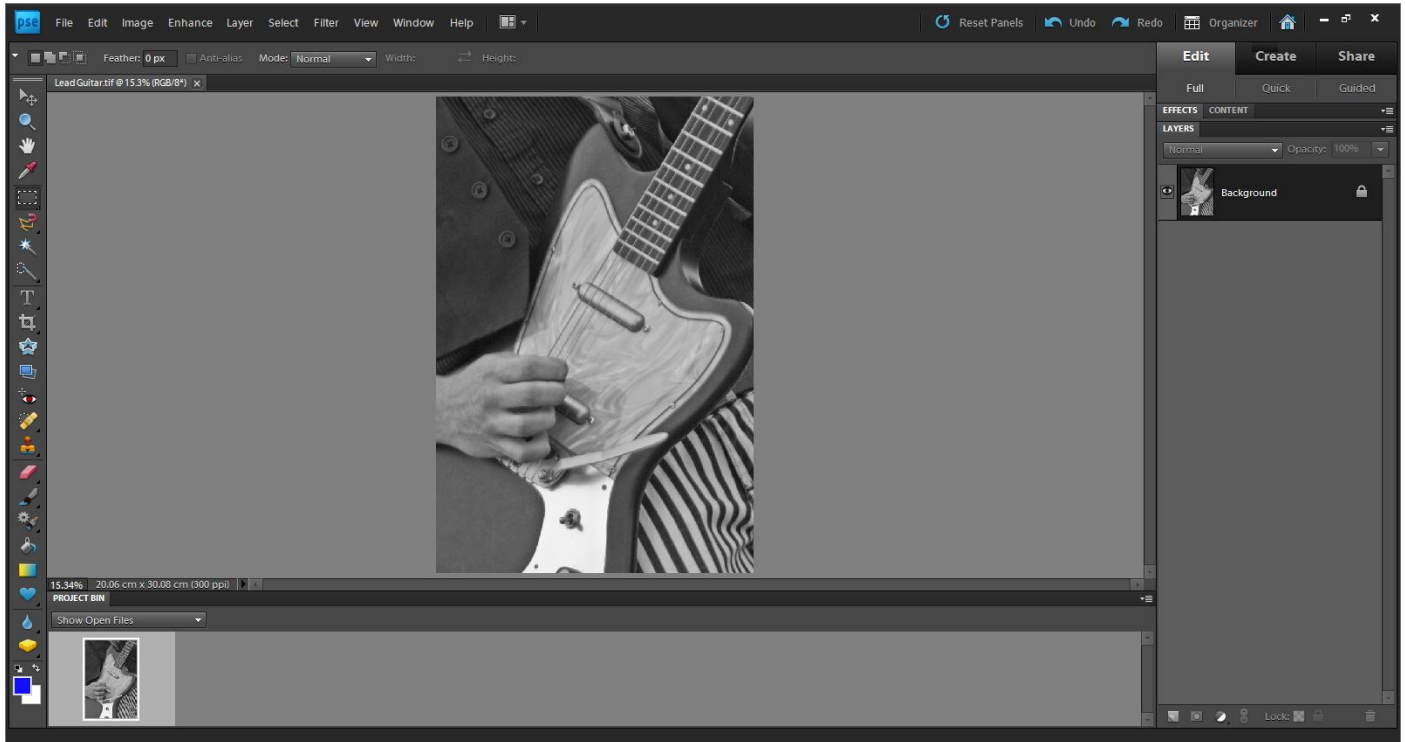 pse File Edit Image Enhance Layer Select Filter View Window Help Reset Panels Undo Redo Organizer
Feather: 0 px Anti-alias Mode: Normal Width: Height:
Edit Create Share
Lead Guitar.tif @ 15.3% (RGB/8*) x
Full Quick Guided
EFFECTS CONTENT
LAYERS
Normal Opacity: 100%
Background
T
15.34% 20.06 cm x 30.08 cm (300 ppi)
PROJECT BIN
Show Open Files
Lock: